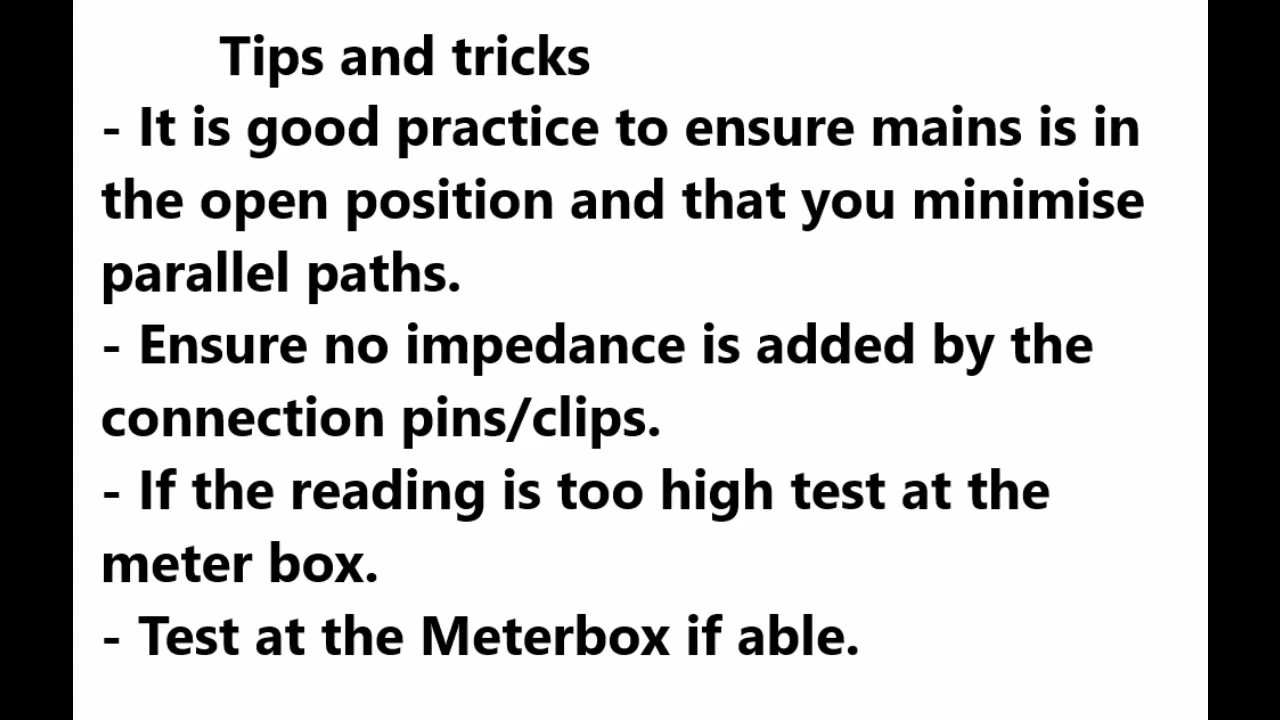 Tips and tricks
- It is good practice to ensure mains is in
the open position and that you minimise
parallel paths.
- Ensure no impedance is added by the
connection pins/clips.
- If the reading is too high test at the
meter box.
- Test at the Meterbox if able.